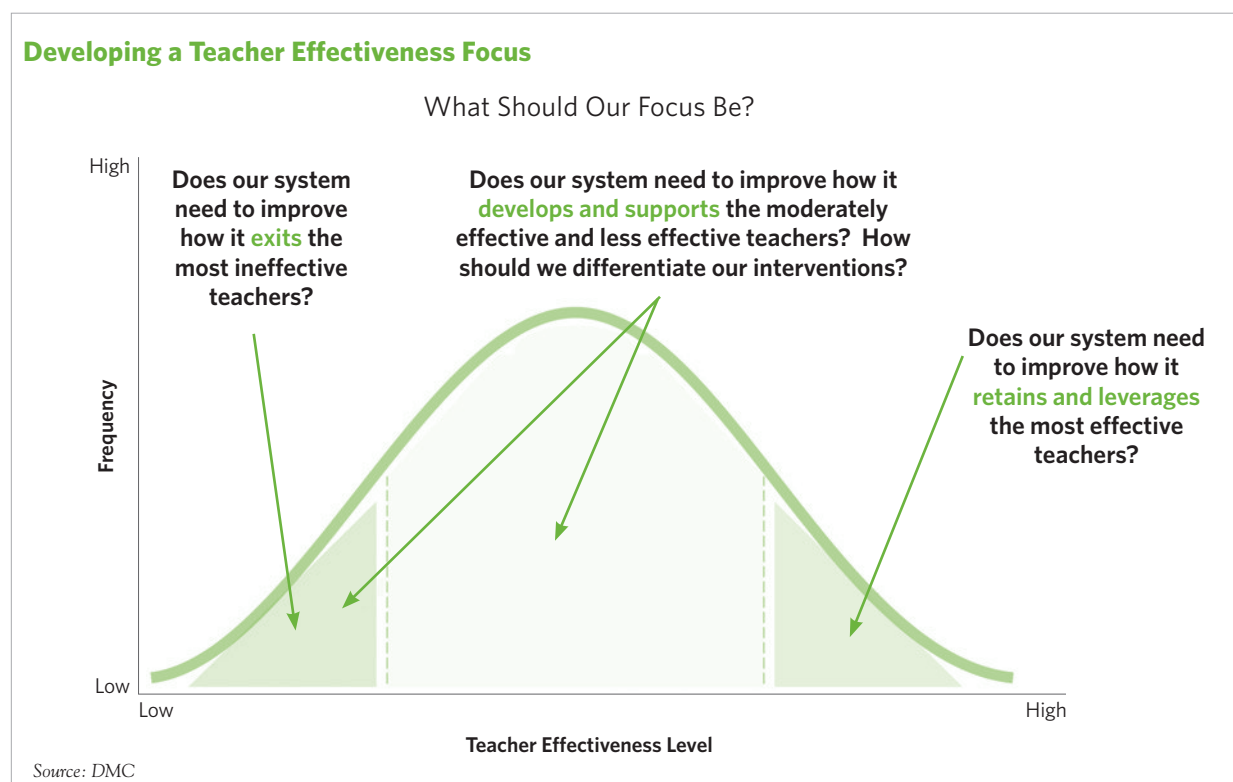 Developing a Teacher Effectiveness Focus
What Should Our Focus Be?
High
Does our system
need to improve
how it exits the
most ineffective
teachers?
Does our system need to improve how it
develops and supports the moderately
effective and less effective teachers? How
should we differentiate our interventions?
Does our system need
to improve how it
retains and leverages
the most effective
teachers?
Frequency
Low
Low
High
Teacher Effectiveness Level
Source: DMC